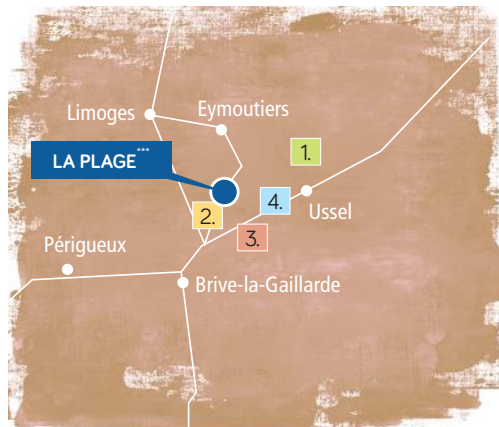 Limoges
Eymoutiers
LA PLAGE***
1.
4.
2.
Ussel
3.
Périgueux
Brive-la-Gaillarde